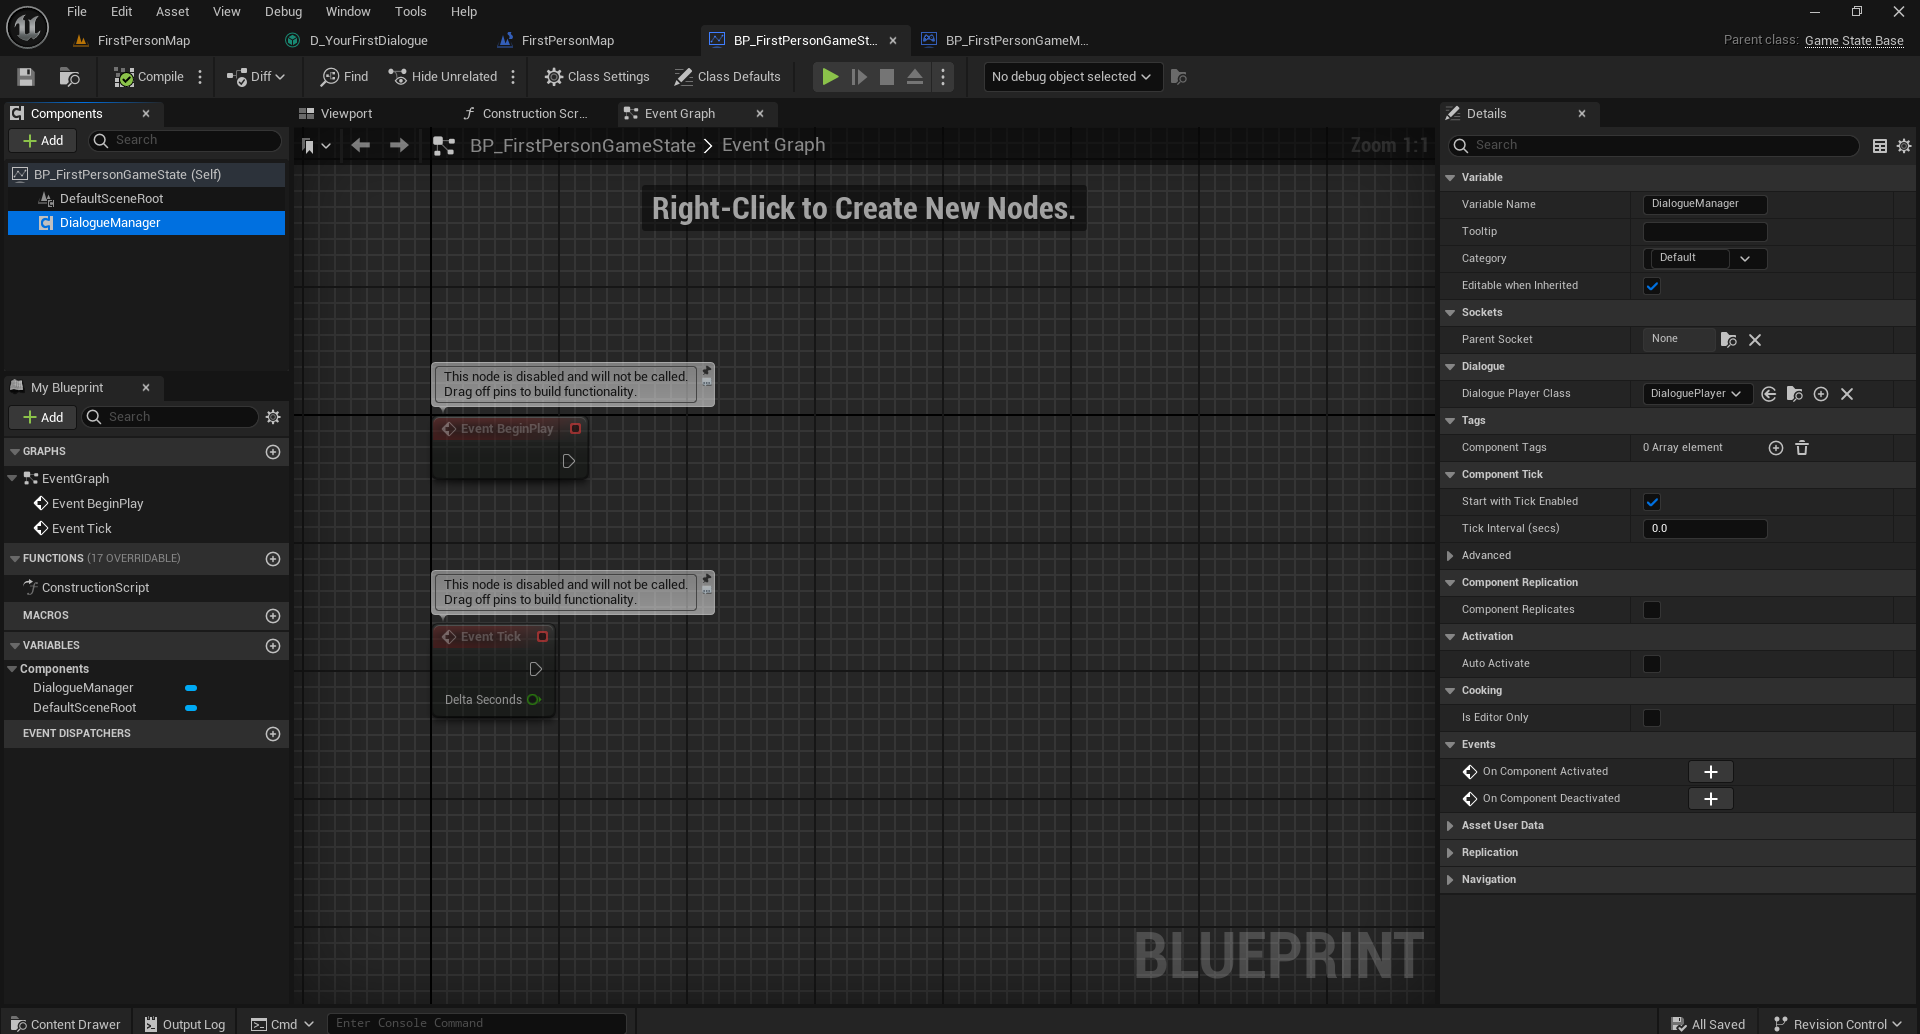 File Edit Asset View Debug Window Tools Help
FirstPersonMap D_YourFirstDialogue FirstPersonMap BP_FirstPersonGameSt... BP_FirstPersonGameM... Parent class: Game State Base
Compile Diff Find Hide Unrelated Class Settings Class Defaults No debug object selected
Components
Add Search
BP_FirstPersonGameState (Self)
DefaultSceneRoot
DialogueManager
My Blueprint
Add Search
GRAPHS
EventGraph
Event BeginPlay
Event Tick
FUNCTIONS (17 OVERRIDABLE)
ConstructionScript
MACROS
VARIABLES
Components
DialogueManager
DefaultSceneRoot
EVENT DISPATCHERS
Viewport Construction Scr... Event Graph
BP_FirstPersonGameState > Event Graph Zoom 1:1
Right-Click to Create New Nodes.
This node is disabled and will not be called.
Drag off pins to build functionality.
Event BeginPlay
This node is disabled and will not be called.
Drag off pins to build functionality.
Event Tick
Delta Seconds
BLUEPRINT
Details
Search
Variable
Variable Name DialogueManager
Tooltip
Category Default
Editable when Inherited
Sockets
Parent Socket None
Dialogue
Dialogue Player Class DialoguePlayer
Tags
Component Tags 0 Array element
Component Tick
Start with Tick Enabled
Tick Interval (secs) 0.0
Advanced
Component Replication
Component Replicates
Activation
Auto Activate
Cooking
Is Editor Only
Events
On Component Activated
On Component Deactivated
Asset User Data
Replication
Navigation
Content Drawer Output Log Cmd Enter Console Command All Saved Revision Control